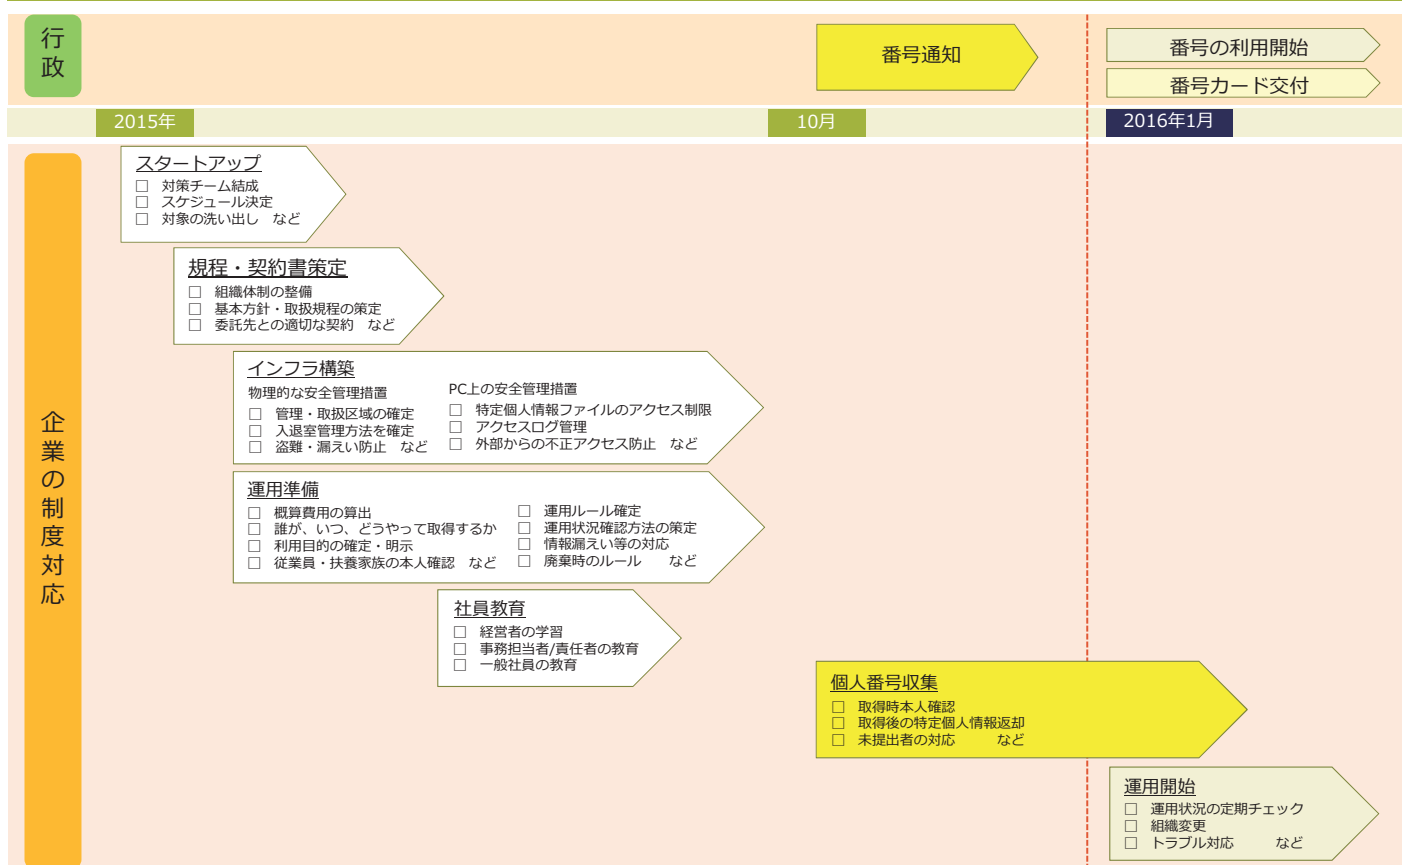 行政
番号通知
番号の利用開始
番号カード交付
2015年
10月
2016年1月
企業の制度対応
スタートアップ
□ 対策チーム結成
□ スケジュール決定
□ 対象の洗い出し など
規程・契約書策定
□ 組織体制の整備
□ 基本方針・取扱規程の策定
□ 委託先との適切な契約 など
インフラ構築
物理的な安全管理措置
□ 管理・取扱区域の確定
□ 入退室管理方法を確定
□ 盗難・漏えい防止 など
PC上の安全管理措置
□ 特定個人情報ファイルのアクセス制限
□ アクセスログ管理
□ 外部からの不正アクセス防止 など
運用準備
□ 概算費用の算出
□ 誰が、いつ、どうやって取得するか
□ 利用目的の確定・明示
□ 従業員・扶養家族の本人確認 など
□ 運用ルール確定
□ 運用状況確認方法の策定
□ 情報漏えい等の対応
□ 廃棄時のルール など
社員教育
□ 経営者の学習
□ 事務担当者/責任者の教育
□ 一般社員の教育
個人番号収集
□ 取得時本人確認
□ 取得後の特定個人情報返却
□ 未提出者の対応 など
運用開始
□ 運用状況の定期チェック
□ 組織変更
□ トラブル対応 など